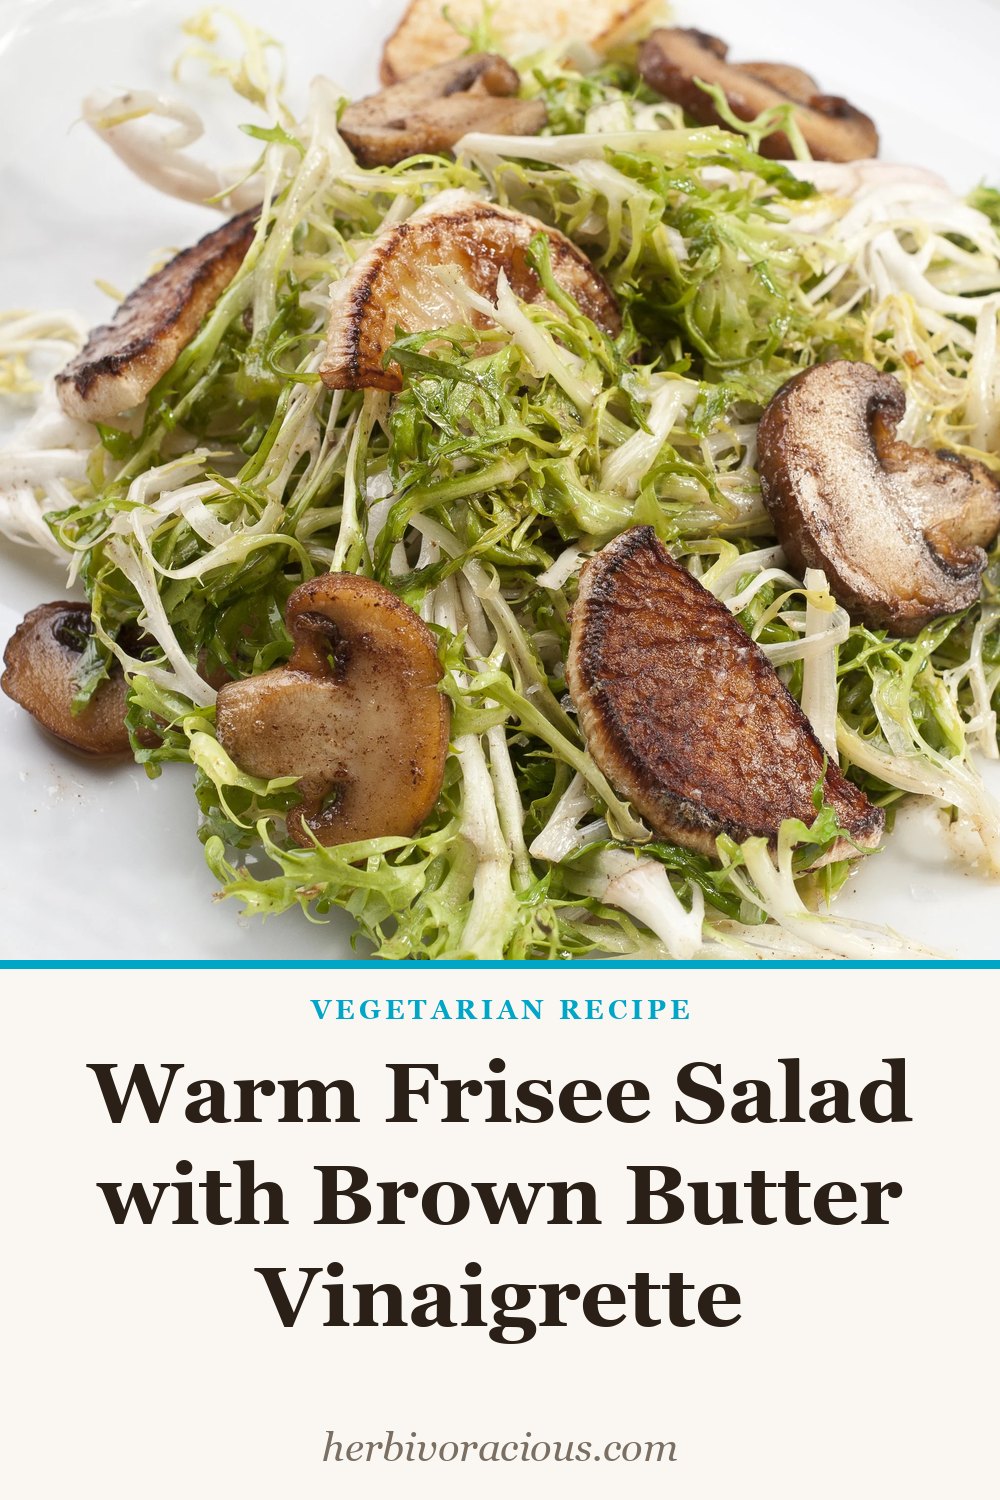 VEGETARIAN RECIPE
Warm Frisee Salad
with Brown Butter
Vinaigrette
herbivoracious.com